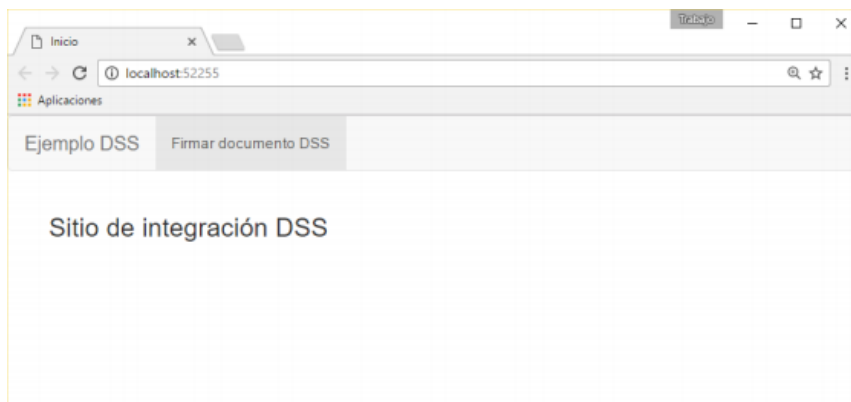 Trabajo
Inicio
localhost:52255
Aplicaciones
Ejemplo DSS Firmar documento DSS
Sitio de integración DSS